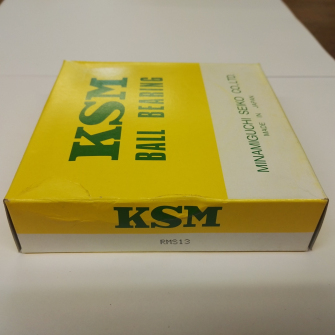 KSM
BALL BEARING
MINAMIGUCHI SEIKO CO.,LTD.
MADE IN JAPAN
KSM
RMS13